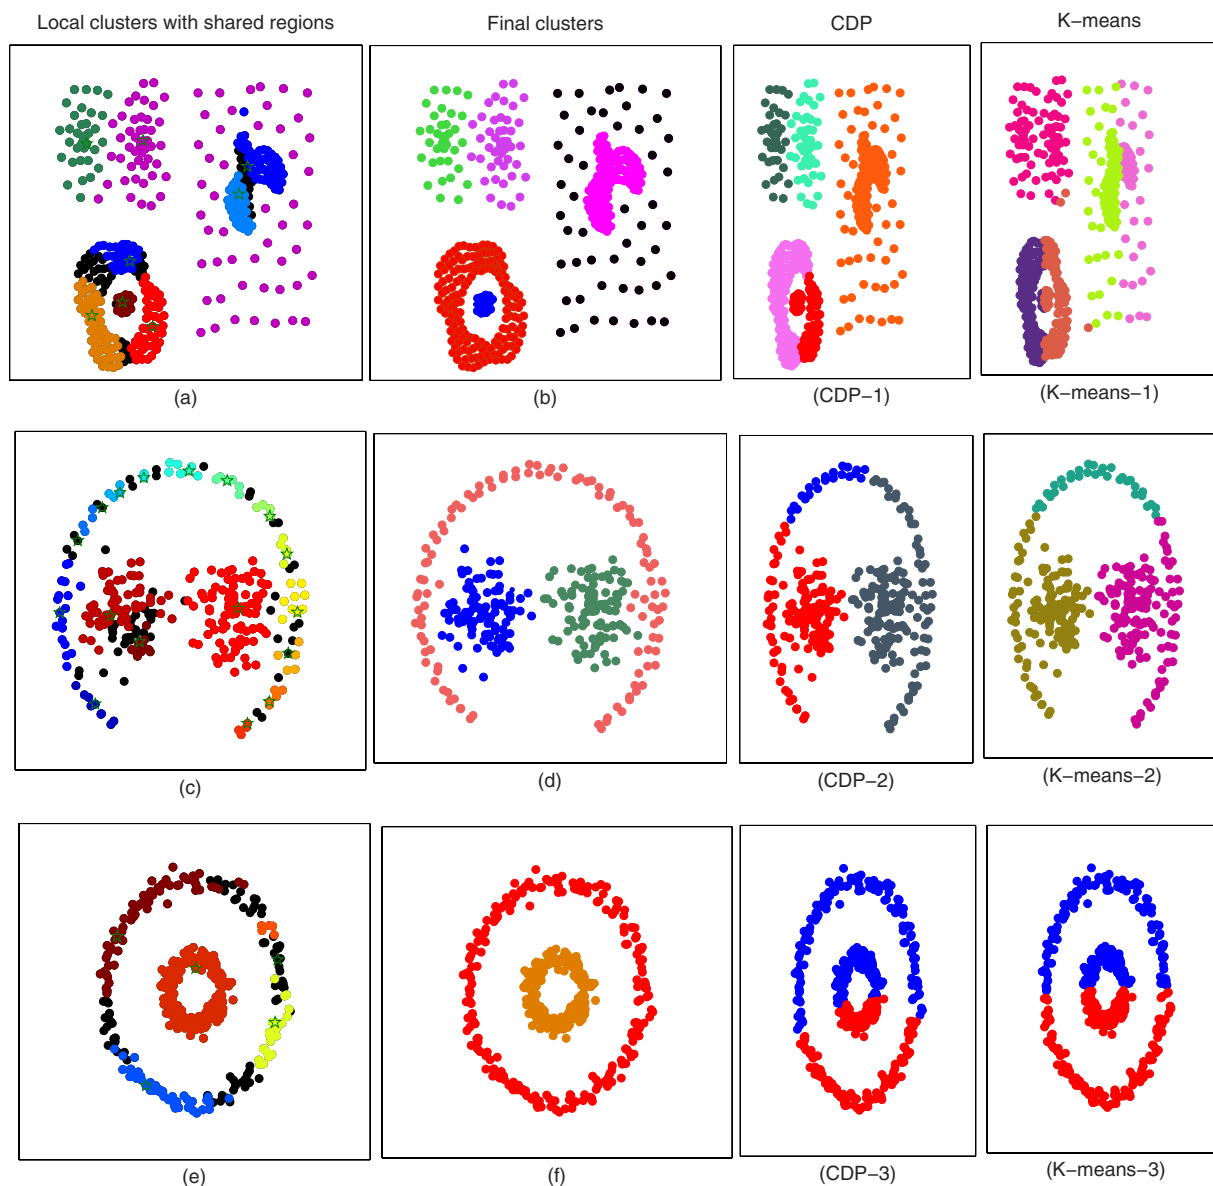 Local clusters with shared regions
Final clusters
CDP
K−means
(a)
(b)
(CDP−1)
(K−means−1)
(c)
(d)
(CDP−2)
(K−means−2)
(e)
(f)
(CDP−3)
(K−means−3)